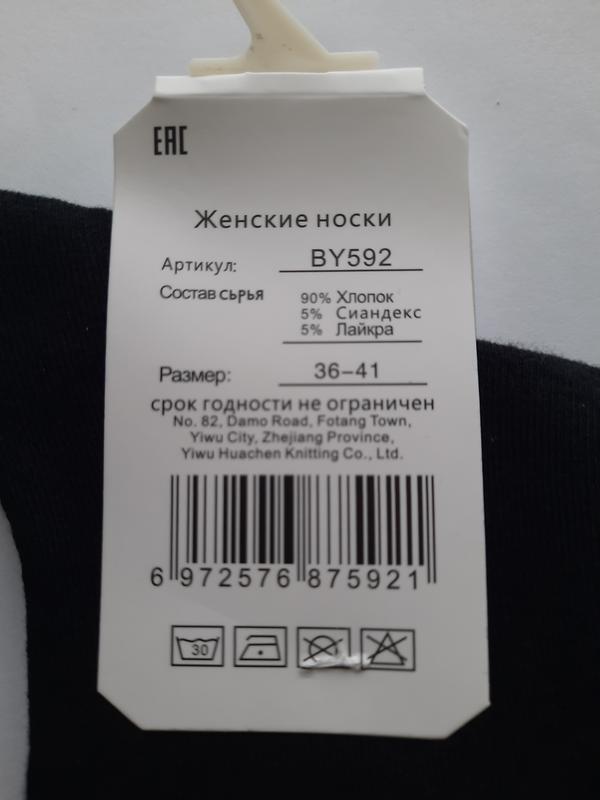 EAC
Женские носки
Артикул: BY592
Состав сырья 90% Хлопок
5% Сиандекс
5% Лайкра
Размер: 36-41
срок годности не ограничен
No. 82, Damo Road, Fotang Town,
Yiwu City, Zhejiang Province,
Yiwu Huachen Knitting Co., Ltd.
6 972576 875921
30